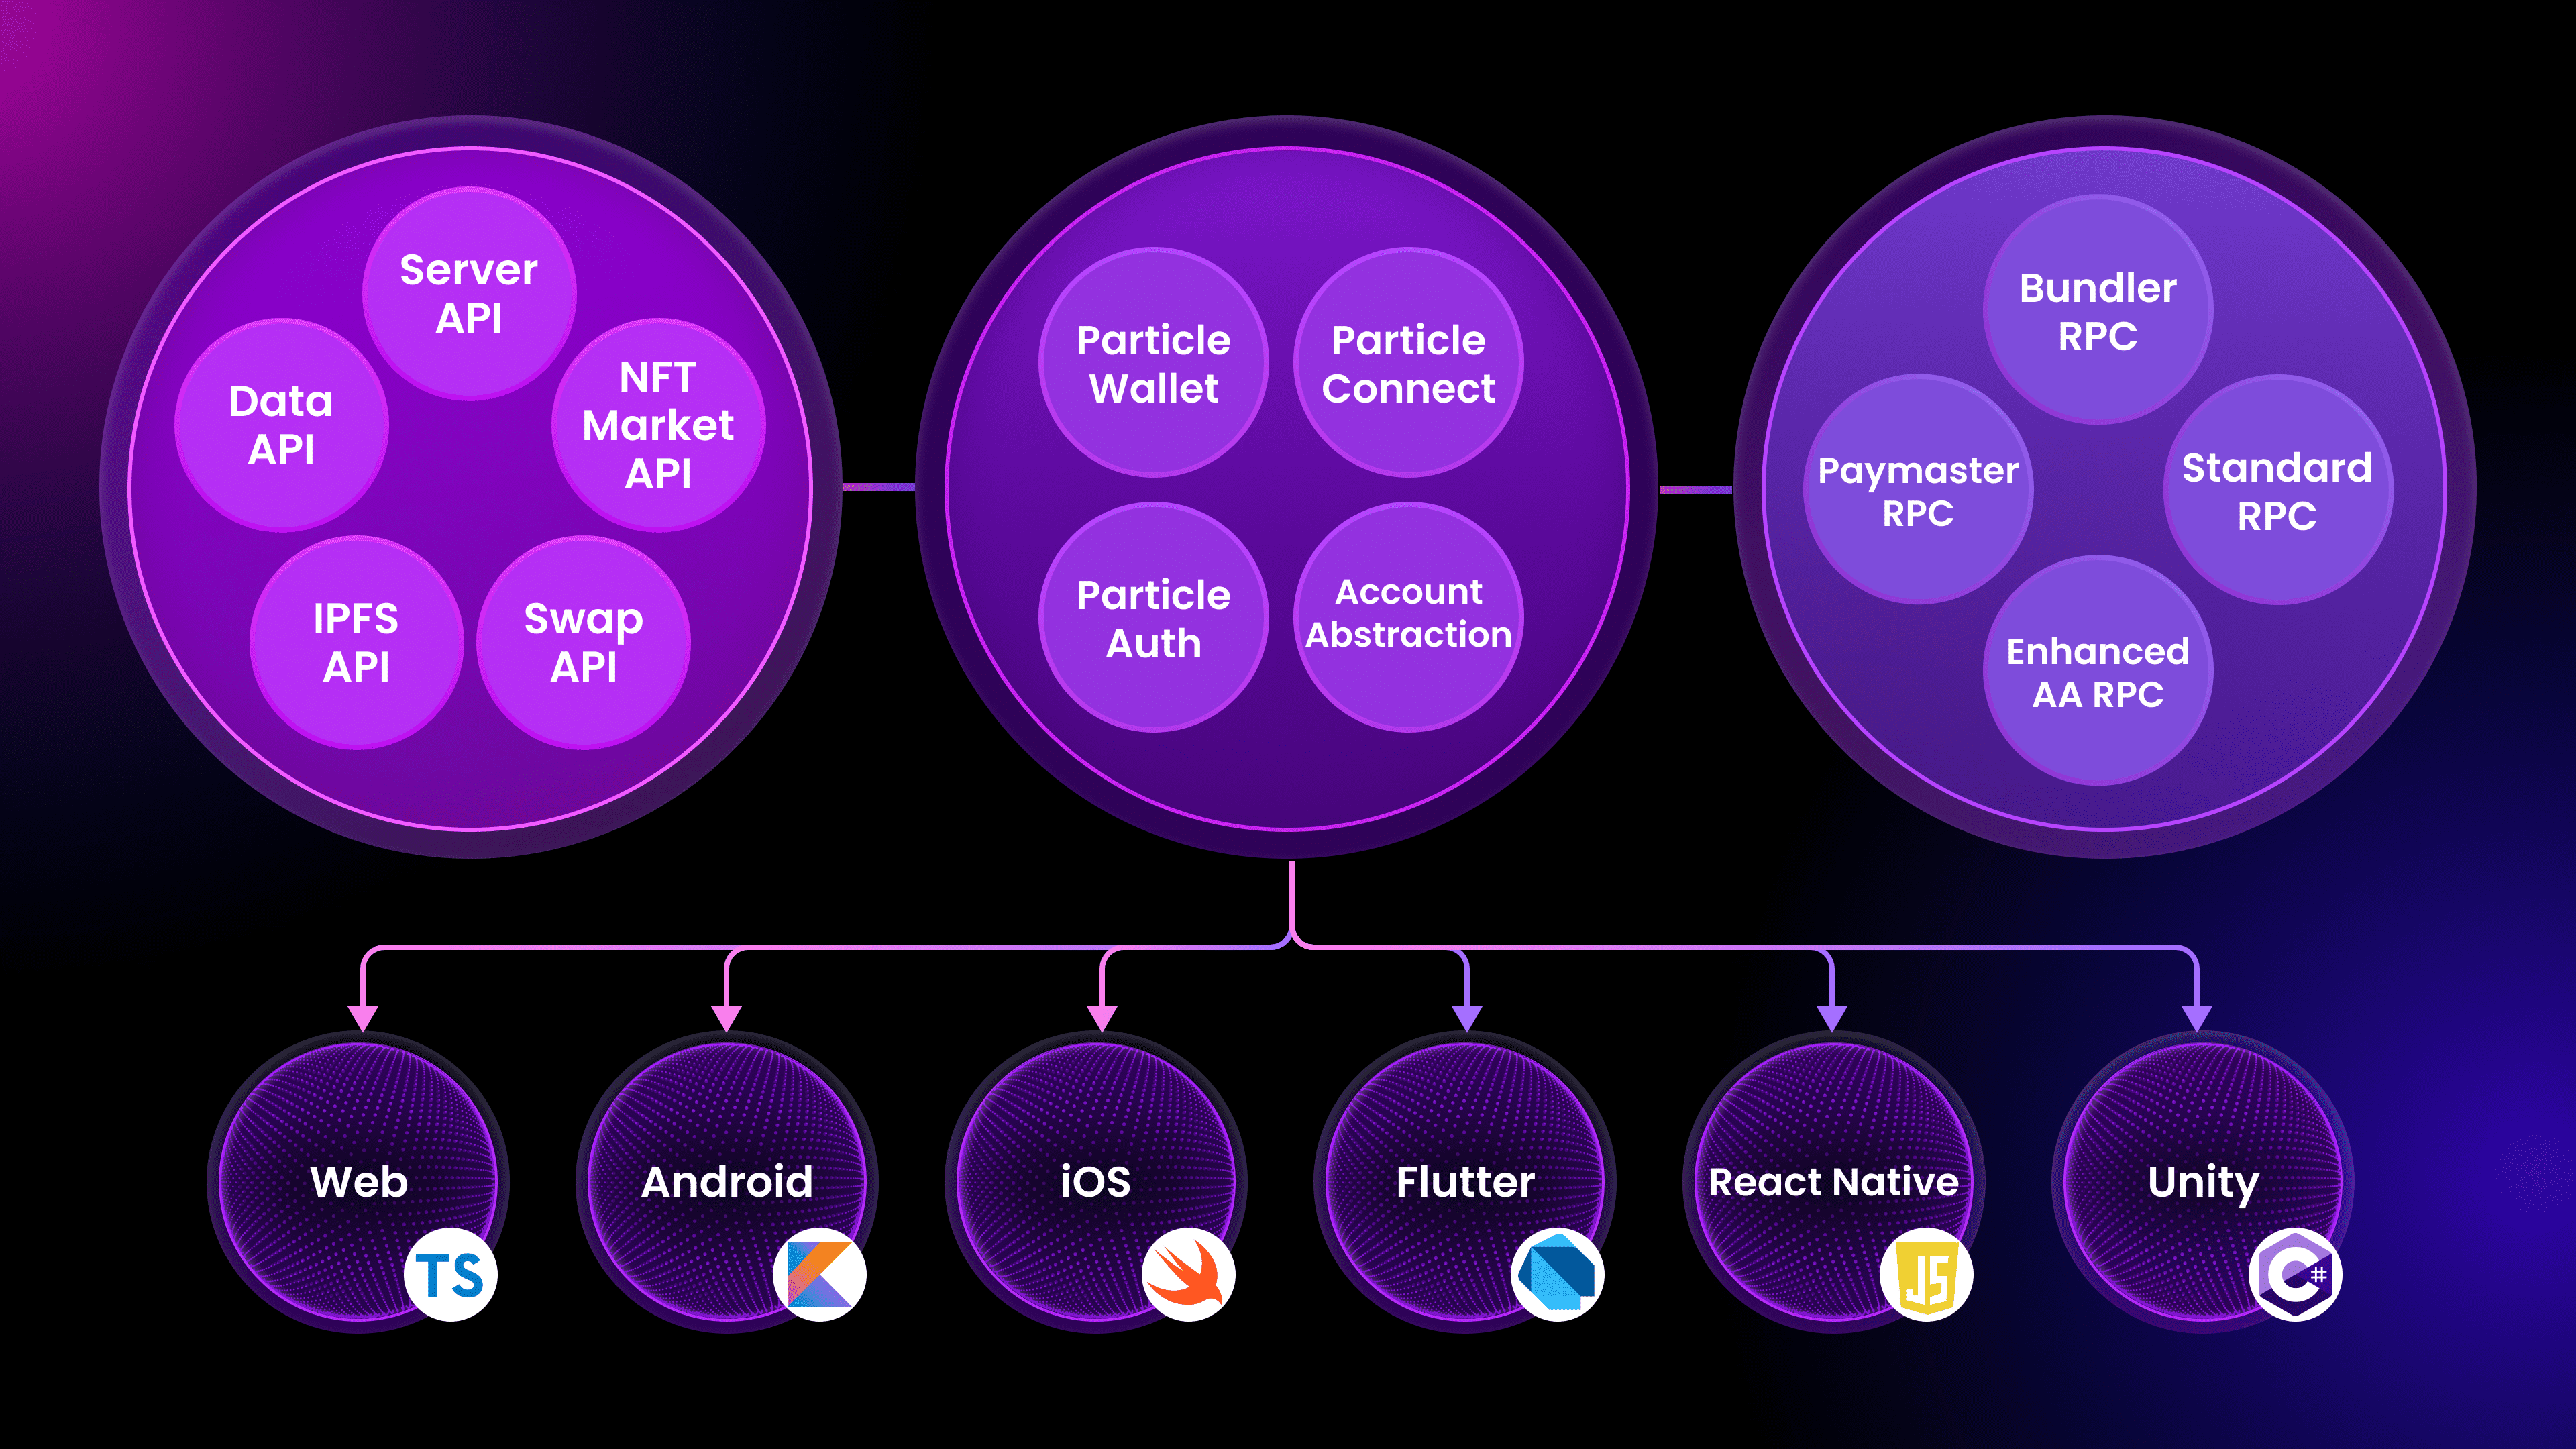 Server
API
Data
API
NFT
Market
API
IPFS
API
Swap
API
Particle
Wallet
Particle
Connect
Particle
Auth
Account
Abstraction
Bundler
RPC
Paymaster
RPC
Standard
RPC
Enhanced
AA RPC
Web
TS
Android
iOS
Flutter
React Native
JS
Unity
C#